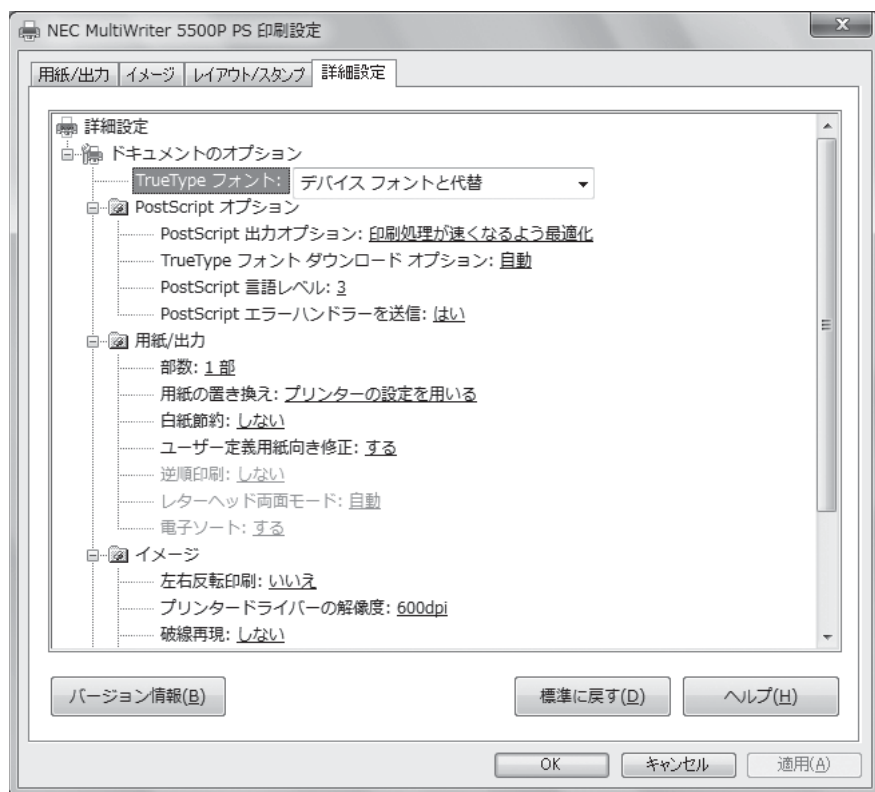 NEC MultiWriter 5500P PS 印刷設定
用紙/出力 イメージ レイアウト/スタンプ 詳細設定
詳細設定
ドキュメントのオプション
TrueType フォント: デバイス フォントと代替
PostScript オプション
PostScript 出力オプション: 印刷処理が速くなるよう最適化
TrueType フォント ダウンロード オプション: 自動
PostScript 言語レベル: 3
PostScript エラーハンドラーを送信: はい
用紙/出力
部数: 1 部
用紙の置き換え: プリンターの設定を用いる
白紙節約: しない
ユーザー定義用紙向き修正: する
逆順印刷: しない
レターヘッド両面モード: 自動
電子ソート: する
イメージ
左右反転印刷: いいえ
プリンタードライバーの解像度: 600dpi
破線再現: しない
バージョン情報(B) 標準に戻す(D) ヘルプ(H)
OK キャンセル 適用(A)